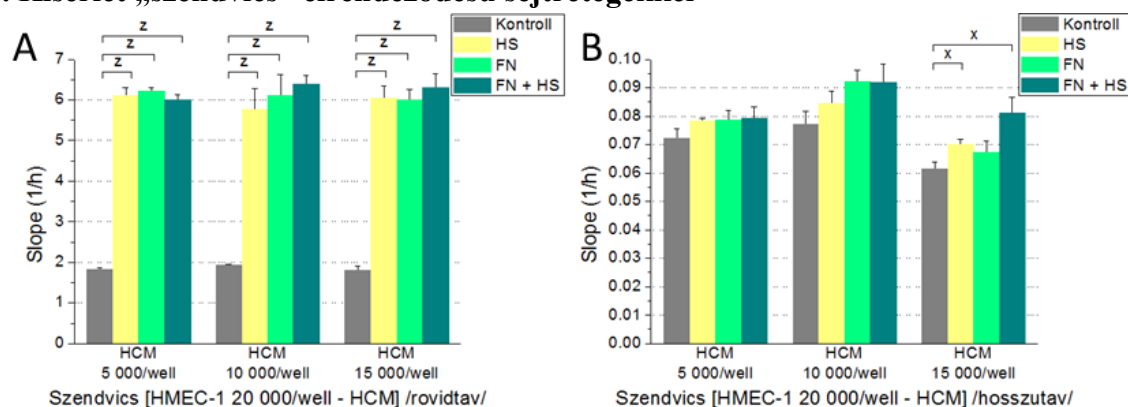 „szendvics"
A
Kontroll
HS
FN
FN + HS
z
z
z
z
z
z
z
z
z
Slope (1/h)
7
6
5
4
3
2
1
0
HCM
5 000/well
HCM
10 000/well
HCM
15 000/well
Szendvics [HMEC-1 20 000/well - HCM] /rovidtav/
B
Kontroll
HS
FN
FN + HS
x
x
Slope (1/h)
0.10
0.09
0.08
0.07
0.06
0.05
0.04
0.03
0.02
0.01
0.00
HCM
5 000/well
HCM
10 000/well
HCM
15 000/well
Szendvics [HMEC-1 20 000/well - HCM] /hosszutav/